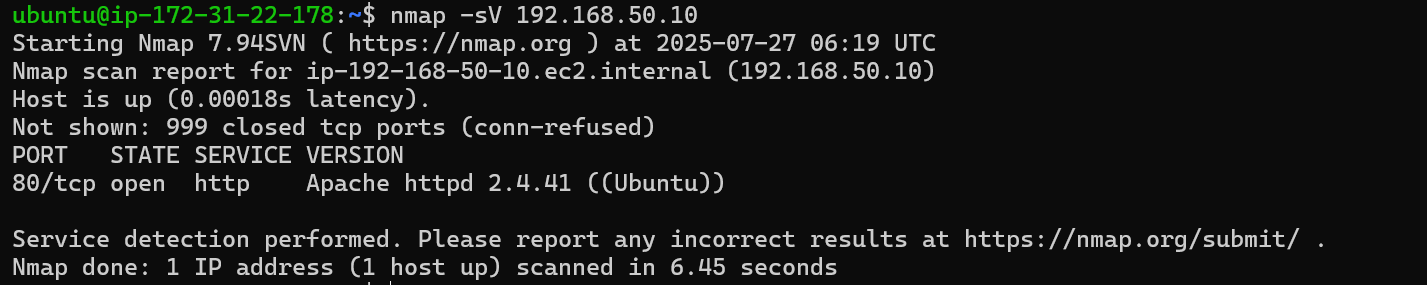 ubuntu@ip-172-31-22-178:~$ nmap -sV 192.168.50.10
Starting Nmap 7.94SVN ( https://nmap.org ) at 2025-07-27 06:19 UTC
Nmap scan report for ip-192-168-50-10.ec2.internal (192.168.50.10)
Host is up (0.00018s latency).
Not shown: 999 closed tcp ports (conn-refused)
PORT   STATE SERVICE VERSION
80/tcp open  http    Apache httpd 2.4.41 ((Ubuntu))

Service detection performed. Please report any incorrect results at https://nmap.org/submit/ .
Nmap done: 1 IP address (1 host up) scanned in 6.45 seconds